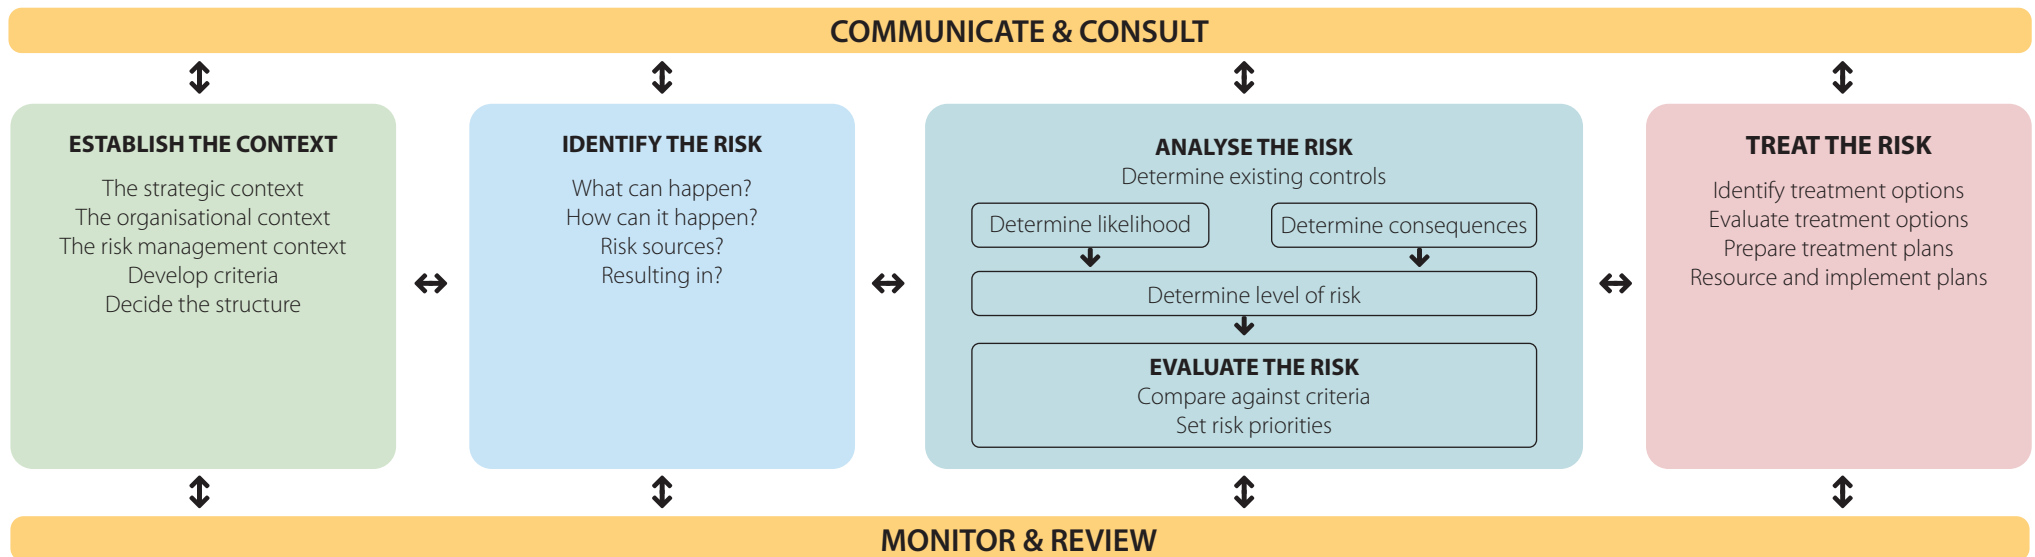 COMMUNICATE & CONSULT
ESTABLISH THE CONTEXT
The strategic context
The organisational context
The risk management context
Develop criteria
Decide the structure
IDENTIFY THE RISK
What can happen?
How can it happen?
Risk sources?
Resulting in?
ANALYSE THE RISK
Determine existing controls
Determine likelihood
Determine consequences
Determine level of risk
EVALUATE THE RISK
Compare against criteria
Set risk priorities
TREAT THE RISK
Identify treatment options
Evaluate treatment options
Prepare treatment plans
Resource and implement plans
MONITOR & REVIEW